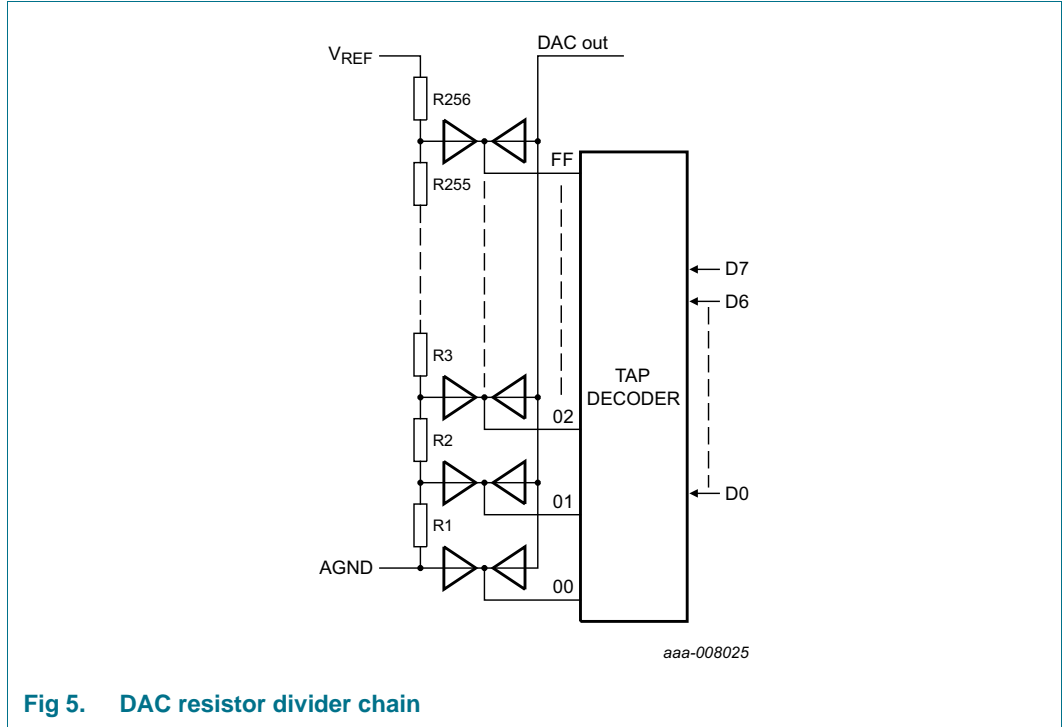 DAC out
VREF
R256
FF
R255
D7
D6
R3
TAP
DECODER
02
R2
D0
01
R1
AGND
00
aaa-008025
Fig 5. DAC resistor divider chain